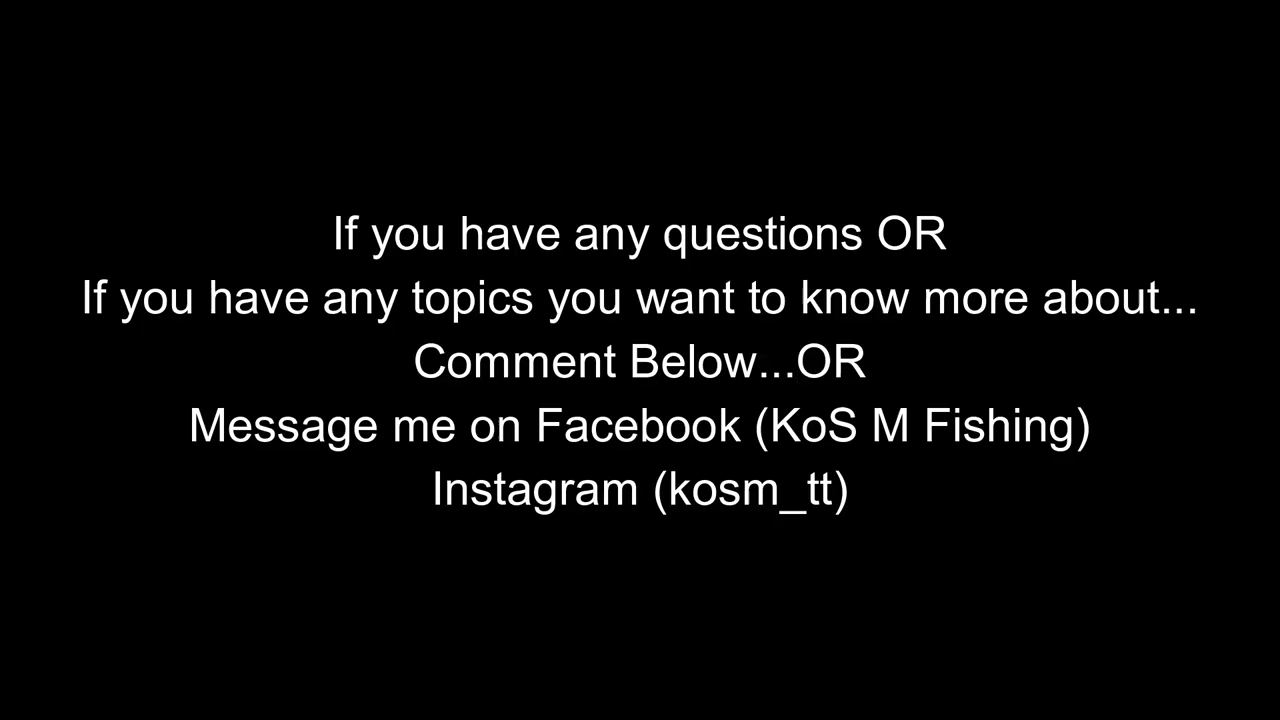 If you have any questions OR
If you have any topics you want to know more about...
Comment Below...OR
Message me on Facebook (KoS M Fishing)
Instagram (kosm_tt)